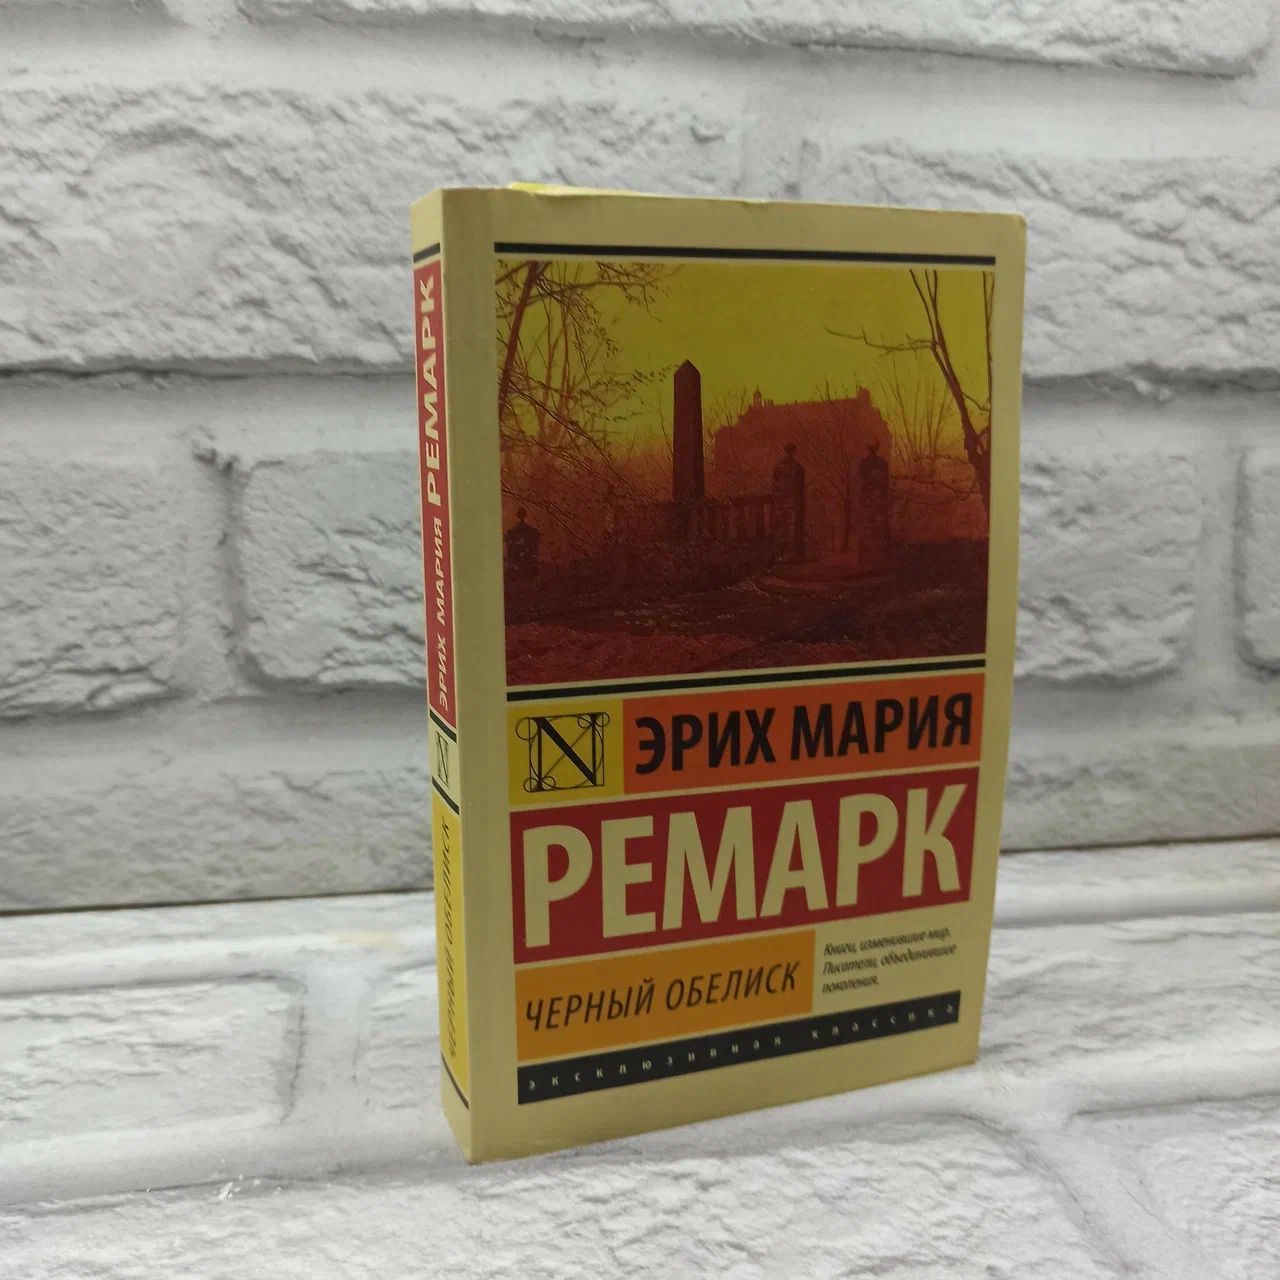 ЭРИХ МАРИЯ РЕМАРК
N
ЧЕРНЫЙ ОБЕЛИСК
N
ЭРИХ МАРИЯ
РЕМАРК
ЧЕРНЫЙ ОБЕЛИСК
Книги, изменившие мир.
Писатели, объединившие
поколения.
эксклюзивная классика